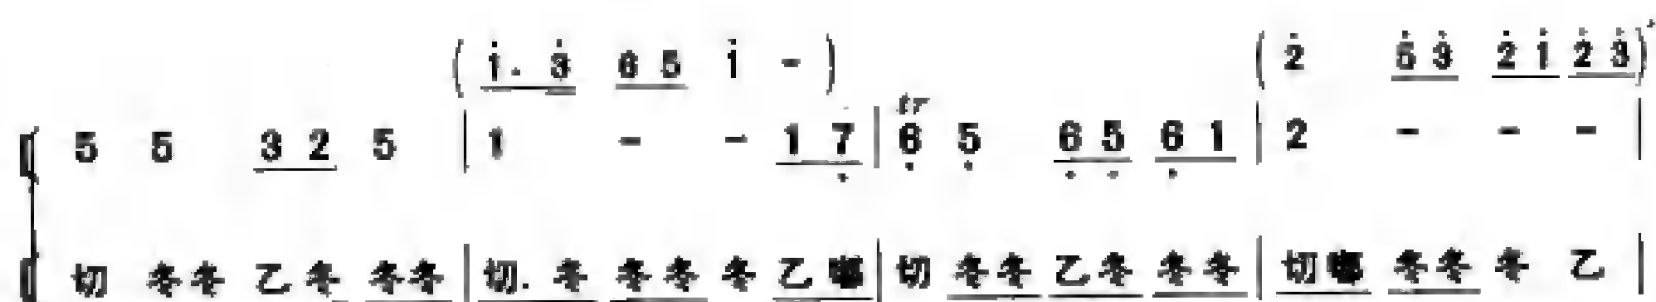 ( 1. 3 6 5 1 - ) ( 2 5 3 2 1 2 3 )
5 5 3 2 5 | 1 - - 1 7 | tr 6 5 6 5 6 1 | 2 - - - |
切 冬冬 乙冬 冬冬 | 切. 冬 冬冬 冬 乙嘟 | 切 冬冬 乙冬 冬冬 | 切嘟 冬冬 冬 乙 |